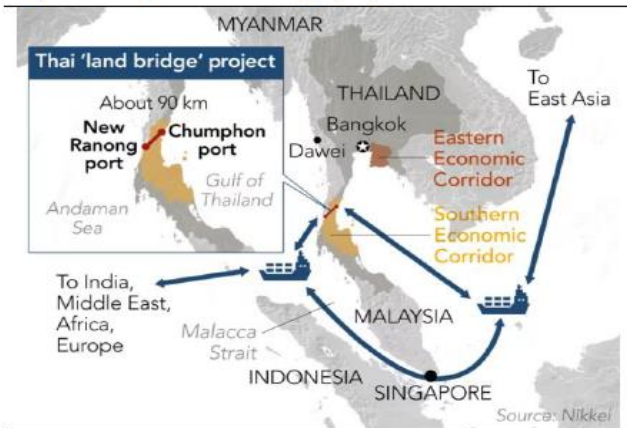 MYANMAR
Thai 'land bridge' project
About 90 km
New
Ranong
port
Chumphon
port
Gulf of
Thailand
Andaman
Sea
THAILAND
Bangkok
Dawei
Eastern
Economic
Corridor
Southern
Economic
Corridor
To
East Asia
To India,
Middle East,
Africa,
Europe
Malacca
Strait
MALAYSIA
INDONESIA
SINGAPORE
Source: Nikkei